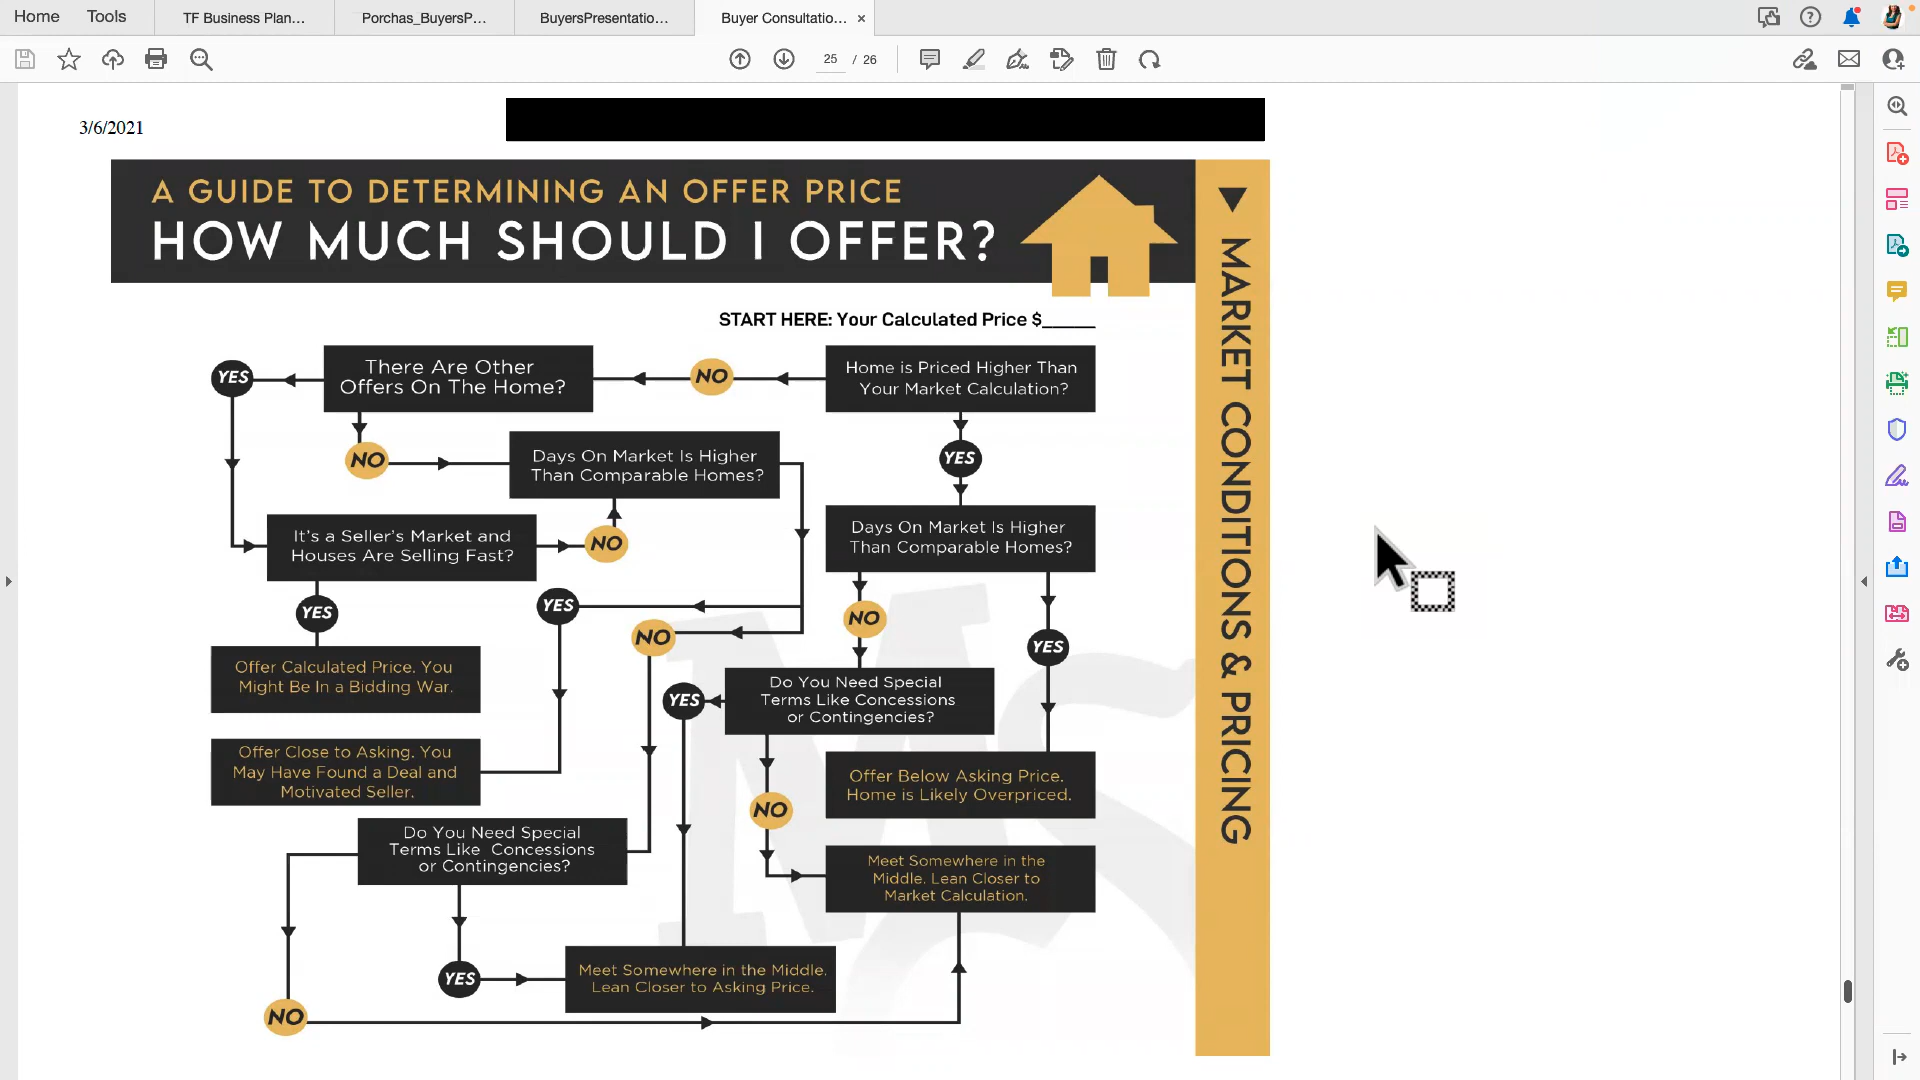 Home
Tools
TF Business Plan...
Porchas_BuyersP...
BuyersPresentatio...
Buyer Consultatio...
×
25 / 26
3/6/2021
A GUIDE TO DETERMINING AN OFFER PRICE
HOW MUCH SHOULD I OFFER?
MARKET CONDITIONS & PRICING
START HERE: Your Calculated Price $______
YES
There Are Other
Offers On The Home?
NO
Home is Priced Higher Than
Your Market Calculation?
NO
Days On Market Is Higher
Than Comparable Homes?
YES
It's a Seller's Market and
Houses Are Selling Fast?
NO
Days On Market Is Higher
Than Comparable Homes?
YES
YES
NO
NO
YES
Offer Calculated Price. You
Might Be In a Bidding War.
YES
Do You Need Special
Terms Like Concessions
or Contingencies?
Offer Close to Asking. You
May Have Found a Deal and
Motivated Seller.
NO
Offer Below Asking Price.
Home is Likely Overpriced.
Do You Need Special
Terms Like Concessions
or Contingencies?
Meet Somewhere in the
Middle. Lean Closer to
Market Calculation.
YES
Meet Somewhere in the Middle.
Lean Closer to Asking Price.
NO